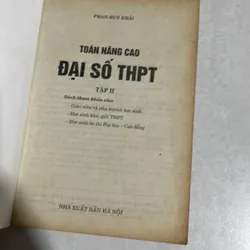 PHAN HUY KHẢI
TOÁN NÂNG CAO
ĐẠI SỐ THPT
TẬP II
Sách tham khảo cho:
- Giáo viên và phụ huynh học sinh
- Học sinh khá, giỏi THPT
- Học sinh ôn thi Đại học - Cao đẳng
NHÀ XUẤT BẢN HÀ NỘI